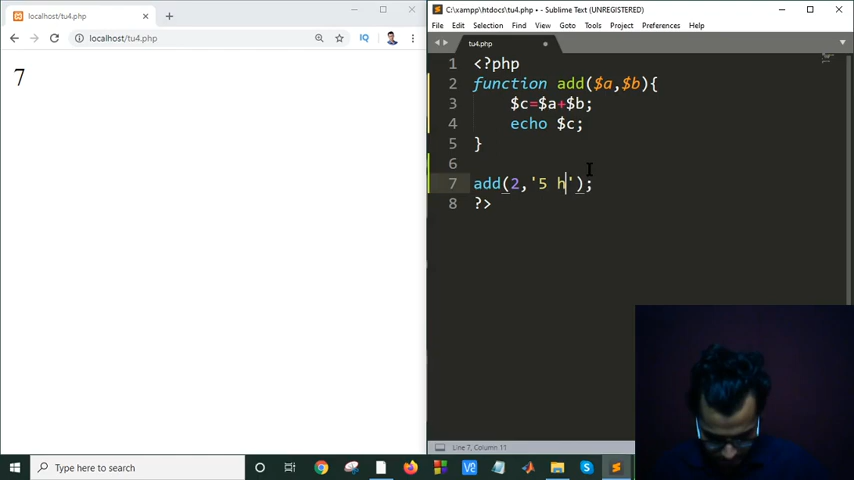 localhost/tu4.php
localhost/tu4.php
IQ
7
C:\xampp\htdocs\tu4.php • - Sublime Text (UNREGISTERED)
File Edit Selection Find View Goto Tools Project Preferences Help
tu4.php
1 <?php
2 function add($a,$b){
3 $c=$a+$b;
4 echo $c;
5 }
6
7 add(2,'5 h');
8 ?>
Line 7, Column 11
Type here to search